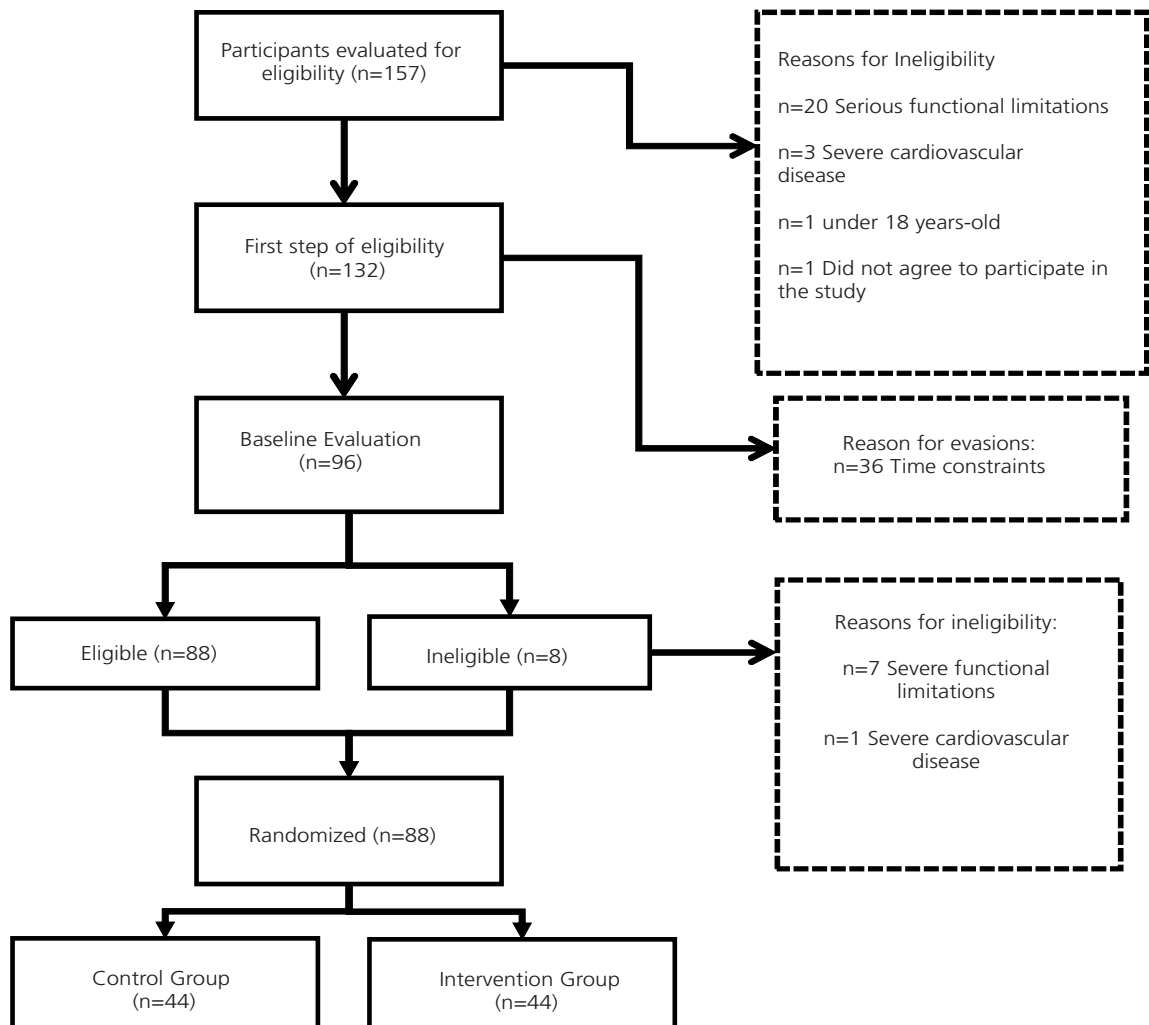 Participants evaluated for
eligibility (n=157)
Reasons for Ineligibility
n=20 Serious functional limitations
n=3 Severe cardiovascular
disease
n=1 under 18 years-old
n=1 Did not agree to participate in
the study
First step of eligibility
(n=132)
Reason for evasions:
n=36 Time constraints
Baseline Evaluation
(n=96)
Eligible (n=88)
Ineligible (n=8)
Reasons for ineligibility:
n=7 Severe functional
limitations
n=1 Severe cardiovascular
disease
Randomized (n=88)
Control Group
(n=44)
Intervention Group
(n=44)